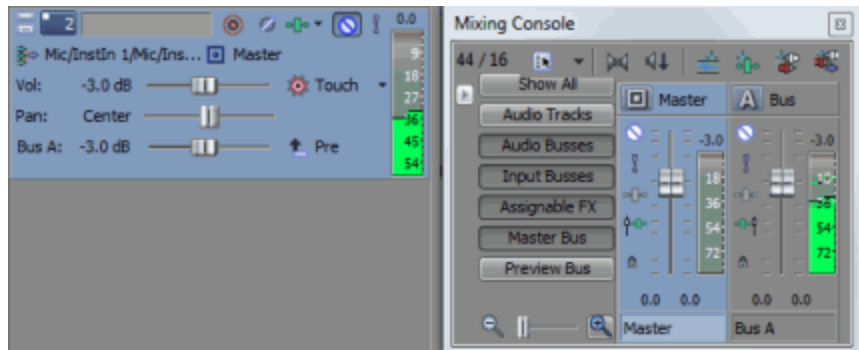 2
0.0
Mic/InstIn 1/Mic/Ins... Master
9
18
27
36
45
54
Vol: -3.0 dB Touch
Pan: Center
Bus A: -3.0 dB Pre
Mixing Console
44 / 16
Show All
Audio Tracks
Audio Busses
Input Busses
Assignable FX
Master Bus
Preview Bus
Master
-3.0
18
36
54
72
0.0 0.0
Master
A Bus
-3.0
36
54
72
0.0 0.0
Bus A